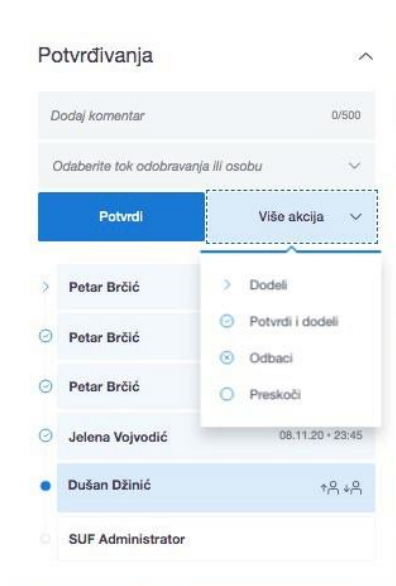 Potvrđivanja
Dodaj komentar 0/500
Odaberite tok odobravanja ili osobu
Potvrdi Više akcija
Petar Brčić
Dodeli
Petar Brčić
Potvrdi i dodeli
Odbaci
Petar Brčić
Preskoči
Jelena Vojvodić 08.11.20 • 23:45
Dušan Džinić
SUF Administrator